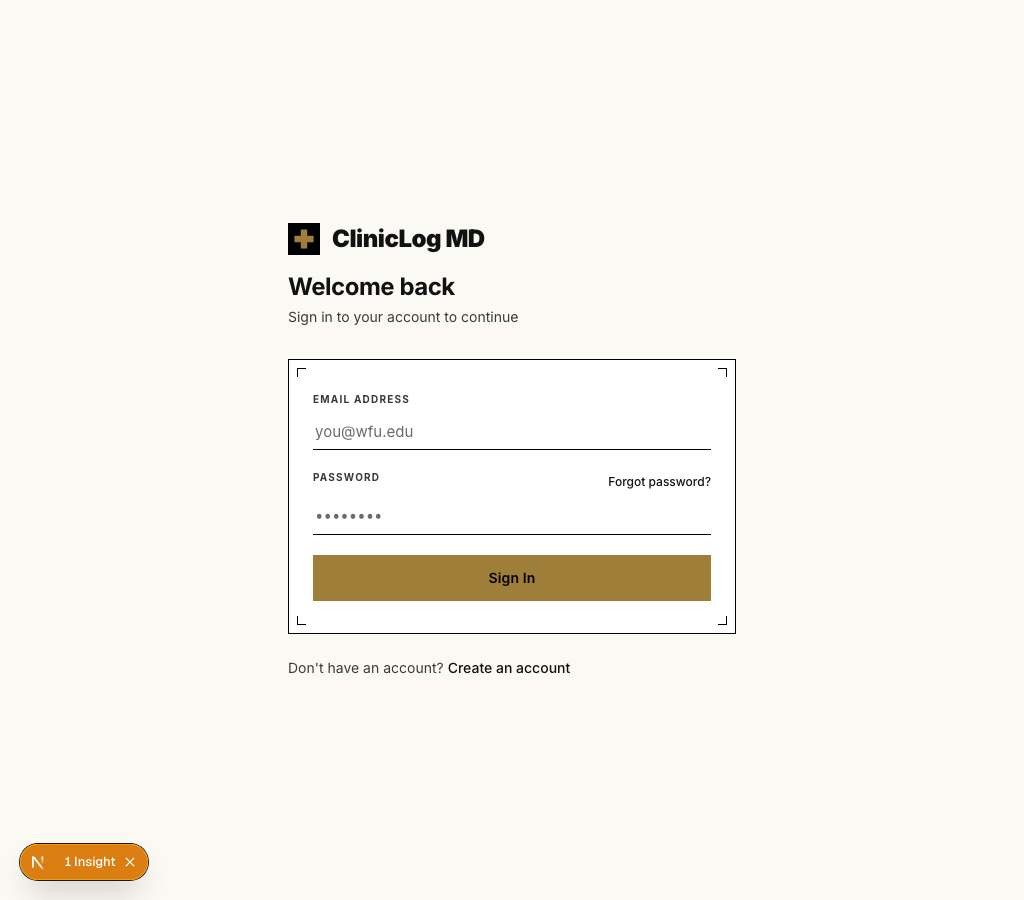 ClinicLog MD
Welcome back
Sign in to your account to continue
EMAIL ADDRESS
you@wfu.edu
PASSWORD
Forgot password?
••••••••
Sign In
Don't have an account? Create an account
1 Insight